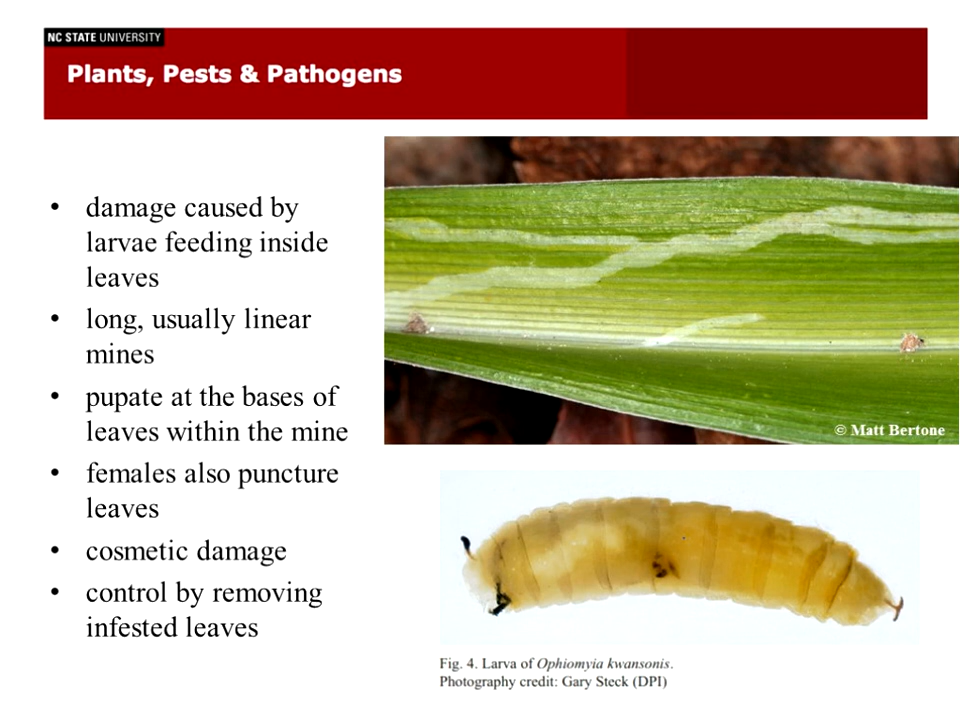 NC STATE UNIVERSITY
Plants, Pests & Pathogens
• damage caused by
larvae feeding inside
leaves
• long, usually linear
mines
• pupate at the bases of
leaves within the mine
• females also puncture
leaves
• cosmetic damage
• control by removing
infested leaves
© Matt Bertone
Fig. 4. Larva of Ophiomyia kwansonis.
Photography credit: Gary Steck (DPI)